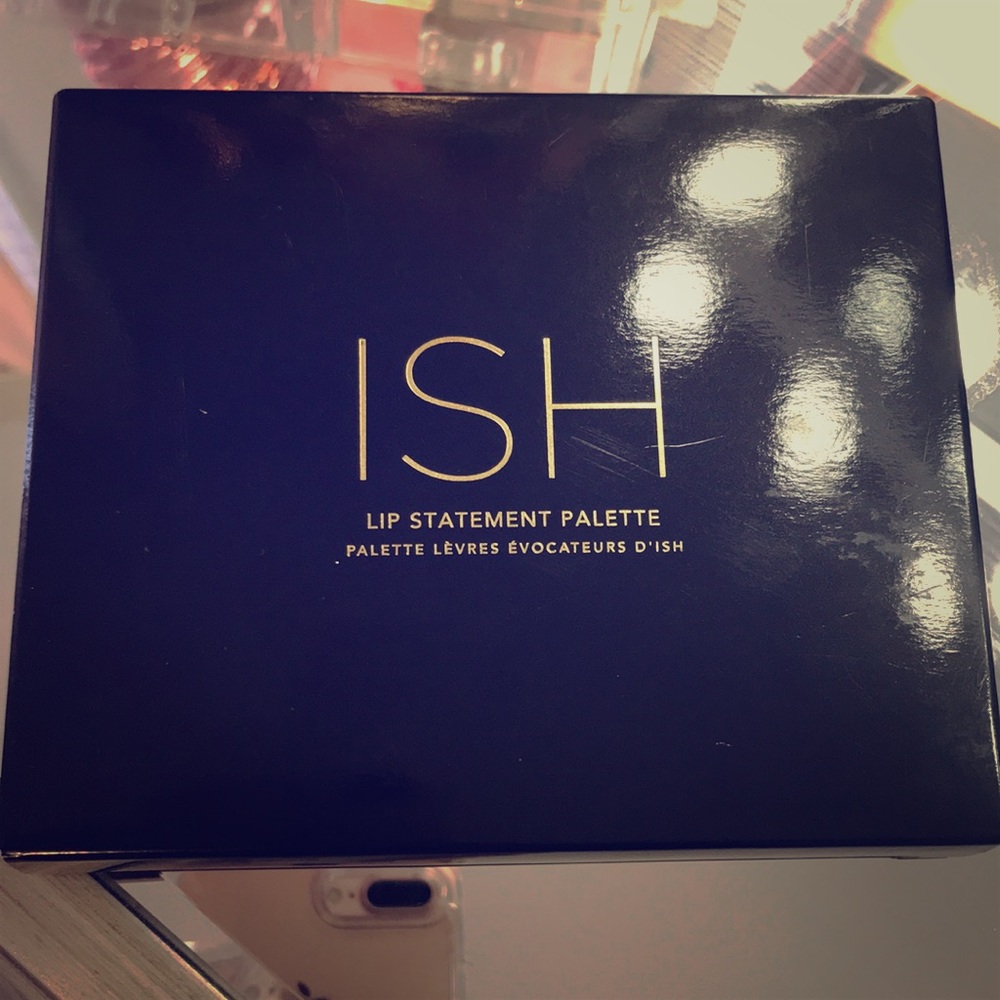 ISH
LIP STATEMENT PALETTE
PALETTE LÈVRES ÉVOCATEURS D'ISH